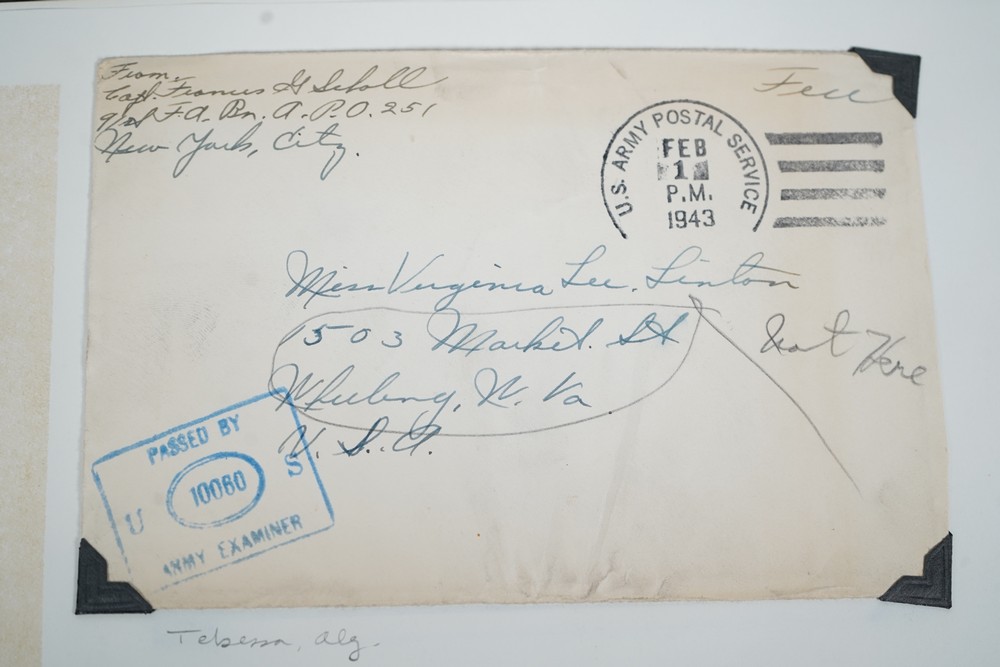 From,
Capt. Francis G Scholl
91st F.A. Bn. A.P.O. 251
New York, City.
Free
U.S. ARMY POSTAL SERVICE
FEB
1
P.M.
1943
Miss Virginia Lee. Linton
1503 Market. St
Wheeling, W. Va.
U.S.A.
Not Here
PASSED BY
U 10080 S
ARMY EXAMINER
Tebessa, Alg.